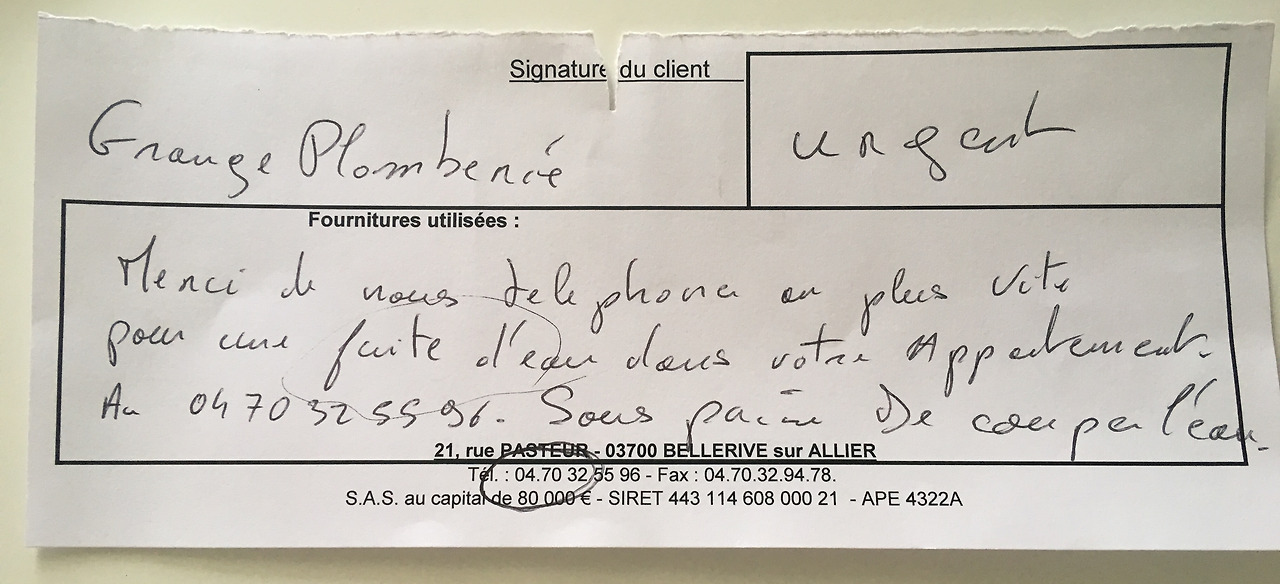 Signature du client
Grange Plomberié
urgent
Fournitures utilisées :
Merci de nous telephoner au plus vite
pour une fuite d'eau dans votre Appartement.
Au 04 70 32 55 96. Sous paine De couper l'eau.
21, rue PASTEUR - 03700 BELLERIVE sur ALLIER
Tél. : 04.70 32 55 96 - Fax : 04.70.32.94.78.
S.A.S. au capital de 80 000 € - SIRET 443 114 608 000 21 - APE 4322A